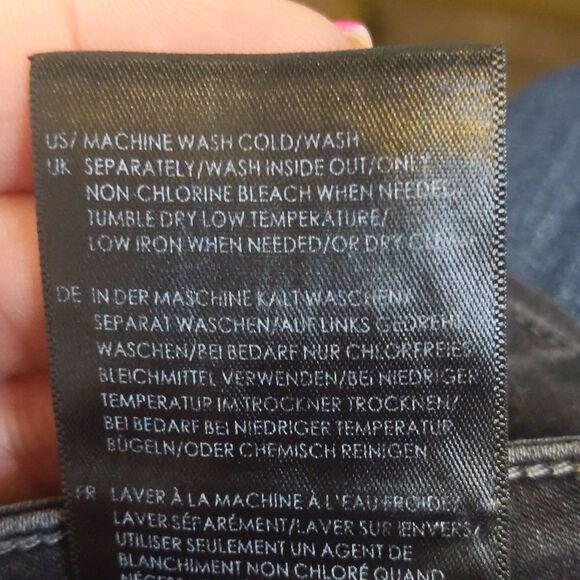 US/ MACHINE WASH COLD/WASH
UK SEPARATELY/WASH INSIDE OUT/ONLY
NON-CHLORINE BLEACH WHEN NEEDED/
TUMBLE DRY LOW TEMPERATURE/
LOW IRON WHEN NEEDED/OR DRY CLEAN
DE IN DER MASCHINE KALT WASCHEN/
SEPARAT WASCHEN/AUF LINKS GEDREHT
WASCHEN/BEI BEDARF NUR CHLORFREIES
BLEICHMITTEL VERWENDEN/BEI NIEDRIGER
TEMPERATUR IM TROCKNER TROCKNEN/
BEI BEDARF BEI NIEDRIGER TEMPERATUR
BÜGELN/ODER CHEMISCH REINIGEN
FR LAVER À LA MACHINE À L'EAU FROIDE/
LAVER SÉPARÉMENT/LAVER SUR L'ENVERS/
UTILISER SEULEMENT UN AGENT DE
BLANCHIMENT NON CHLORÉ QUAND